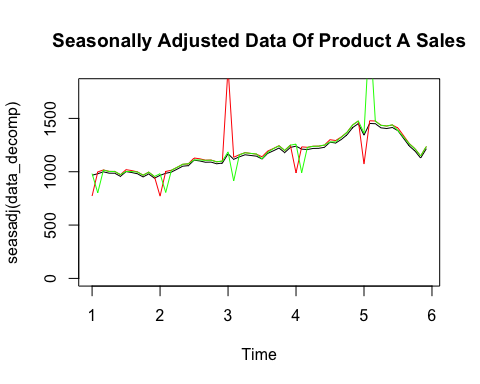 Seasonally Adjusted Data Of Product A Sales
seasadj(data_decomp)
1500
1000
500
0
1 2 3 4 5 6
Time